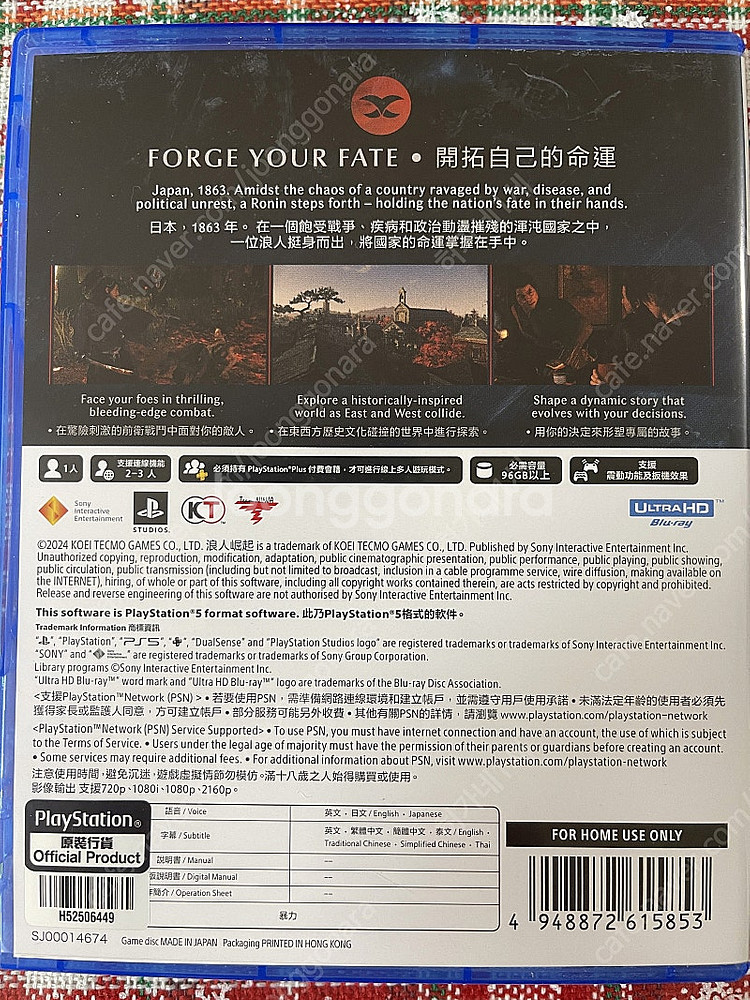 FORGE YOUR FATE • 開拓自己的命運
Japan, 1863. Amidst the chaos of a country ravaged by war, disease, and
political unrest, a Ronin steps forth – holding the nation's fate in their hands.
日本，1863 年。在一個飽受戰爭、疾病和政治動盪摧殘的渾沌國家之中，
一位浪人挺身而出，將國家的命運掌握在手中。
Face your foes in thrilling,
bleeding-edge combat.
• 在驚險刺激的前衛戰鬥中面對你的敵人。
Explore a historically-inspired
world as East and West collide.
• 在東西方歷史文化碰撞的世界中進行探索。
Shape a dynamic story that
evolves with your decisions.
• 用你的決定來形塑專屬的故事。
1人
支援連線機能
2-3 人
必須持有 PlayStation®Plus 付費會籍，才可進行線上多人遊玩模式。
必需容量
96GB以上
支援
震動功能及扳機效果
Sony
Interactive
Entertainment
STUDIOS™
KT
Team NINJA
ULTRA HD™
Blu-ray
©2024 KOEI TECMO GAMES CO., LTD. 浪人崛起 is a trademark of KOEI TECMO GAMES CO., LTD. Published by Sony Interactive Entertainment Inc.
Unauthorized copying, reproduction, modification, adaptation, public cinematographic presentation, public performance, public playing, public showing,
public circulation, public transmission (including but not limited to broadcast, inclusion in a cable programme service, wire diffusion, making available on
the INTERNET), hiring, of whole or part of this software, including all copyright works contained therein, are acts restricted by copyright and prohibited.
Release and reverse engineering of this software are not authorised by Sony Interactive Entertainment Inc.
This software is PlayStation®5 format software. 此乃PlayStation®5格式的軟件。
Trademark Information 商標資訊
"", "PlayStation", "PS5", "", "DualSense" and "PlayStation Studios logo" are registered trademarks or trademarks of Sony Interactive Entertainment Inc.
"SONY" and "" are registered trademarks or trademarks of Sony Group Corporation.
Library programs ©Sony Interactive Entertainment Inc.
"Ultra HD Blu-ray™" word mark and "Ultra HD Blu-ray™" logo are trademarks of the Blu-ray Disc Association.
<支援PlayStation™Network (PSN) > • 若要使用PSN，需準備網路連線環境和建立帳戶，並需遵守用戶使用承諾 • 未滿法定年齡的使用者必須先
獲得家長或監護人同意，方可建立帳戶 • 部分服務可能另外收費 • 其他有關PSN的詳情，請瀏覽 www.playstation.com/playstation-network
<PlayStation™Network (PSN) Service Supported> • To use PSN, you must have internet connection and have an account, the use of which is subject
to the Terms of Service. • Users under the legal age of majority must have the permission of their parents or guardians before creating an account.
• Some services may require additional fees. • For additional information about PSN, visit www.playstation.com/playstation-network
注意使用時間，避免沉迷，遊戲虛擬情節勿模仿。滿十八歲之人始得購買或使用。
影像輸出 支援720p、1080i、1080p、2160p。
PlayStation®
原裝行貨
Official Product
H52506449
語言 / Voice
英文・日文 / English・Japanese
字幕 / Subtitle
英文・繁體中文・簡體中文・泰文 / English・
Traditional Chinese・Simplified Chinese・Thai
說明書 / Manual
--
版說明書 / Digital Manual
--
簡介 / Operation Sheet
--
暴力
FOR HOME USE ONLY
4 948872 615853
SJ00014674
Game disc MADE IN JAPAN Packaging PRINTED IN HONG KONG